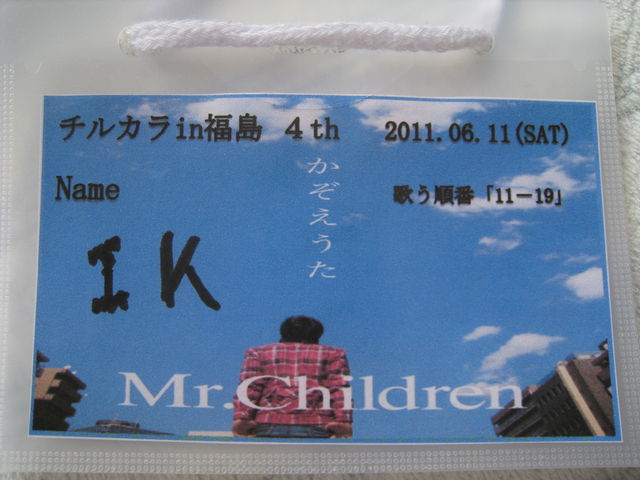 チルカラin福島 4th 2011.06.11(SAT)
Name 歌う順番「11－19」
かぞえうた
IK
Mr.Children